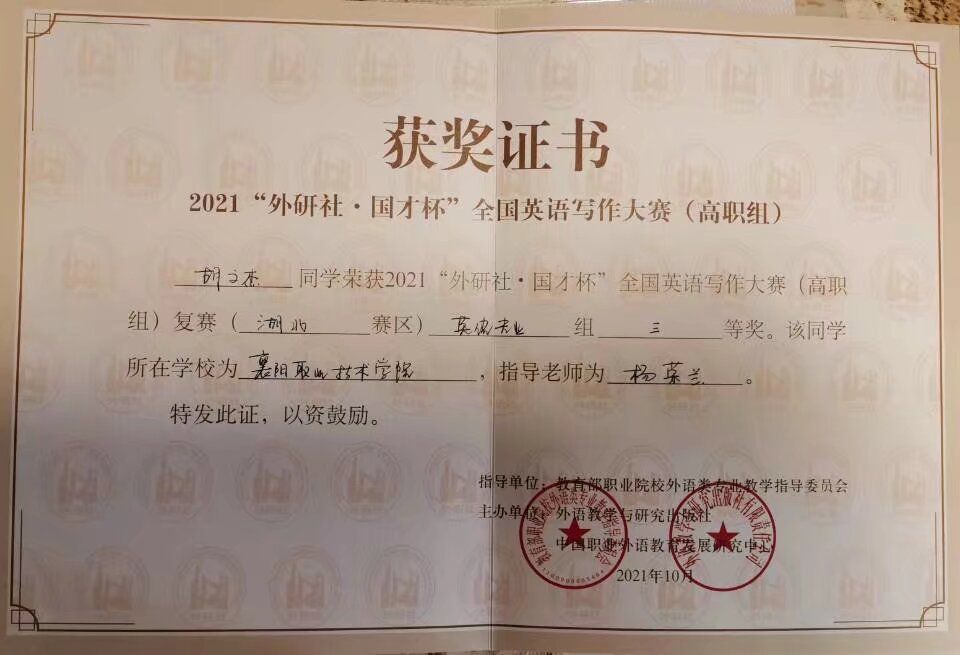 获奖证书
2021“外研社·国才杯”全国英语写作大赛（高职组）
胡文杰 同学荣获2021“外研社·国才杯”全国英语写作大赛（高职
组）复赛（湖北 赛区）英语专业 组 三 等奖。该同学
所在学校为 襄阳职业技术学院 ，指导老师为 杨荣兰 。
特发此证，以资鼓励。
指导单位：教育部职业院校外语类专业教学指导委员会
主办单位：外语教学与研究出版社
中国职业外语教育发展研究中心
2021年10月